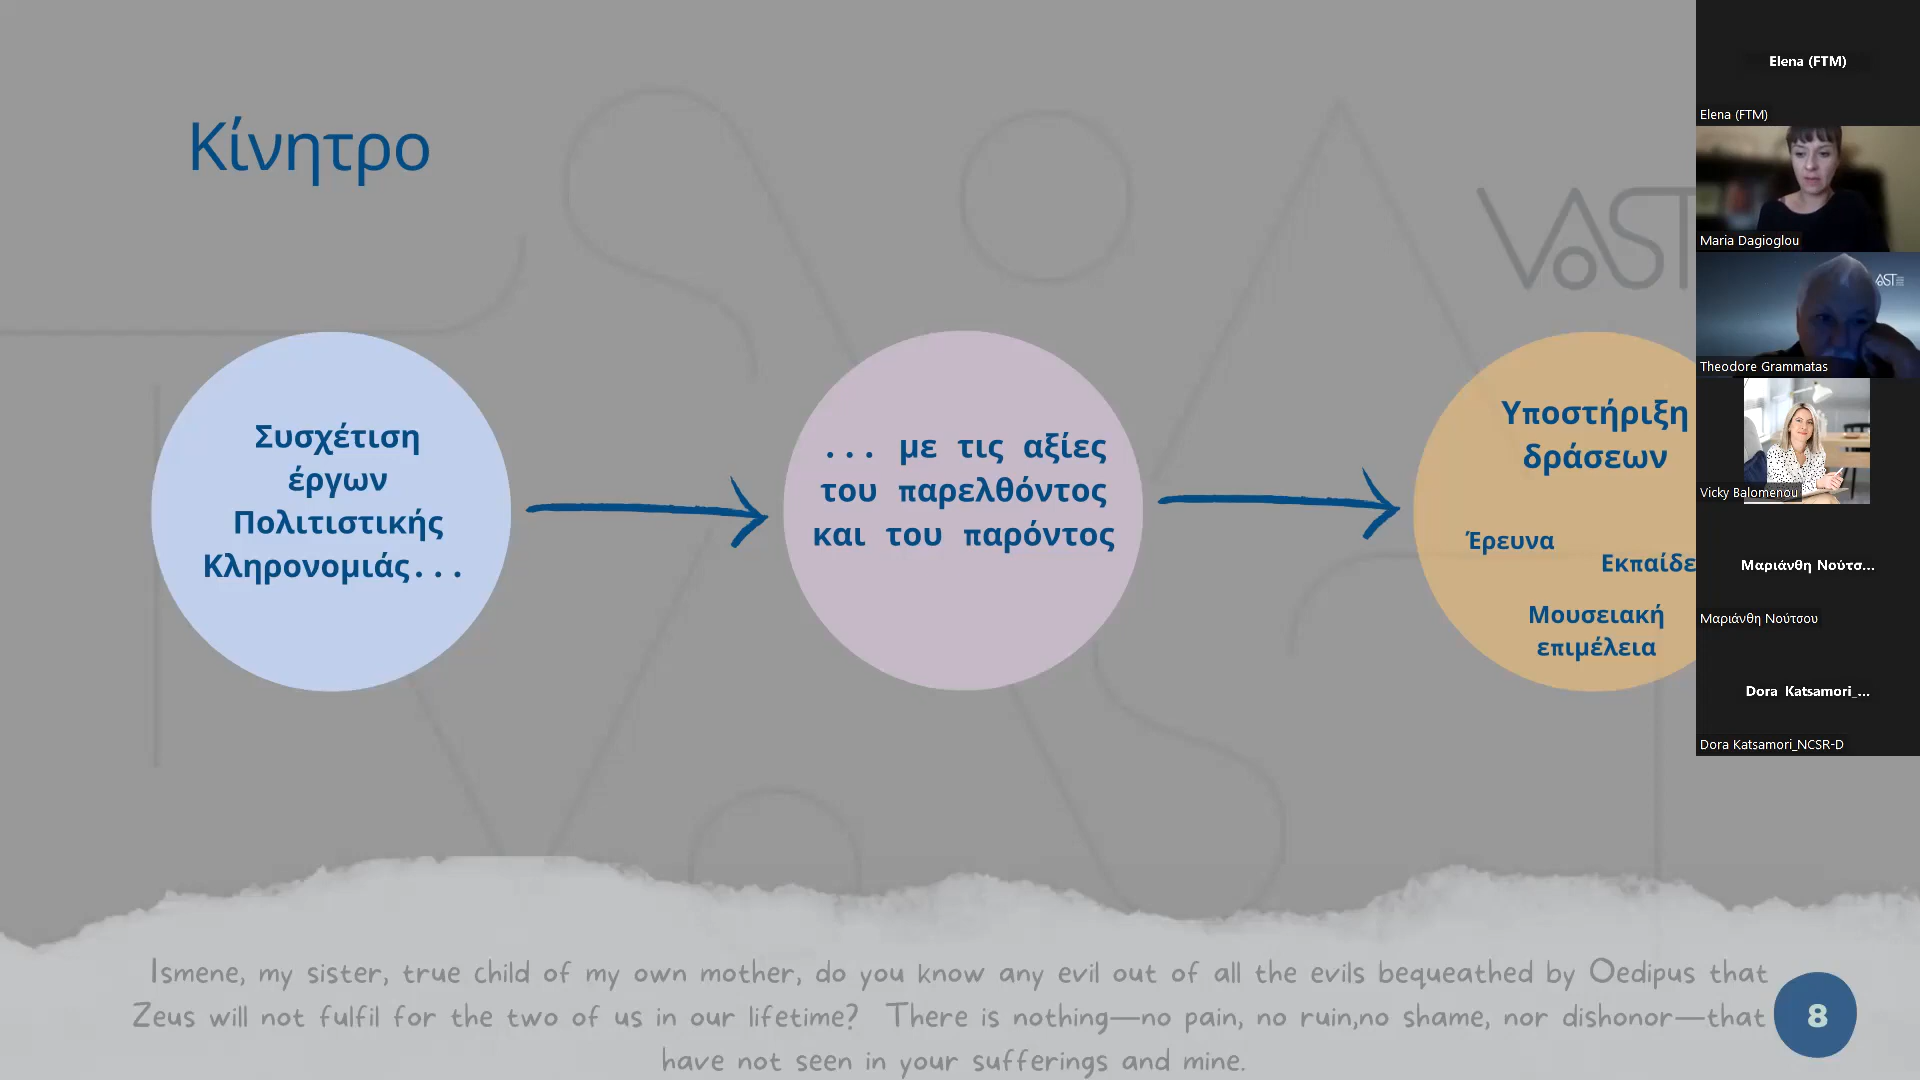 Κίνητρο
VAST
Συσχέτιση
έργων
Πολιτιστικής
Κληρονομιάς...
... με τις αξίες
του παρελθόντος
και του παρόντος
Υποστήριξη
δράσεων
Έρευνα
Εκπαίδε
Μουσειακή
επιμέλεια
Ismene, my sister, true child of my own mother, do you know any evil out of all the evils bequeathed by Oedipus that
Zeus will not fulfil for the two of us in our lifetime? There is nothing—no pain, no ruin,no shame, nor dishonor—that
have not seen in your sufferings and mine.
8
Elena (FTM)
Elena (FTM)
Maria Dagioglou
VAST
Theodore Grammatas
Vicky Balomenou
Μαριάνθη Νούτσ...
Μαριάνθη Νούτσου
Dora Katsamori_...
Dora Katsamori_NCSR-D